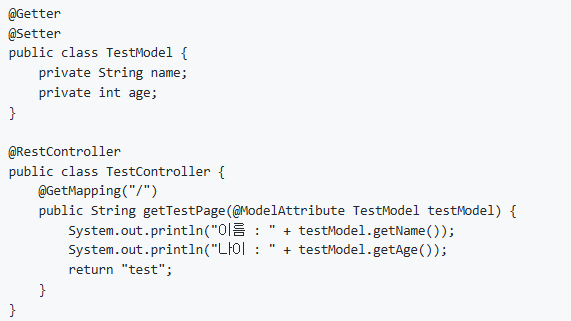 @Getter
@Setter
public class TestModel {
    private String name;
    private int age;
}

@RestController
public class TestController {
    @GetMapping("/")
    public String getTestPage(@ModelAttribute TestModel testModel) {
        System.out.println("이름 : " + testModel.getName());
        System.out.println("나이 : " + testModel.getAge());
        return "test";
    }
}